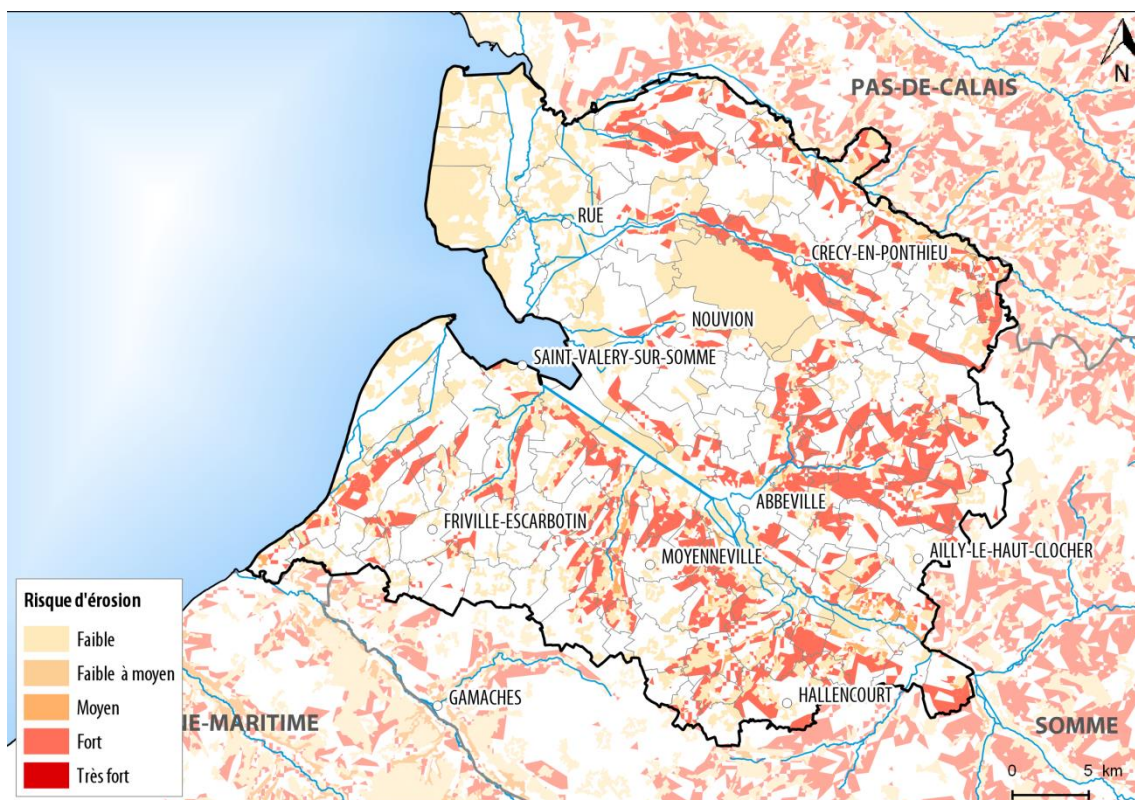 N
PAS-DE-CALAIS
RUE
CRECY-EN-PONTHIEU
NOUVION
SAINT-VALERY-SUR-SOMME
ABBEVILLE
FRIVILLE-ESCARBOTIN
AILLY-LE-HAUT-CLOCHER
MOYENNEVILLE
HALLENCOURT
GAMACHES
NE-MARITIME
SOMME
Risque d'érosion
Faible
Faible à moyen
Moyen
Fort
Très fort
0 5 km